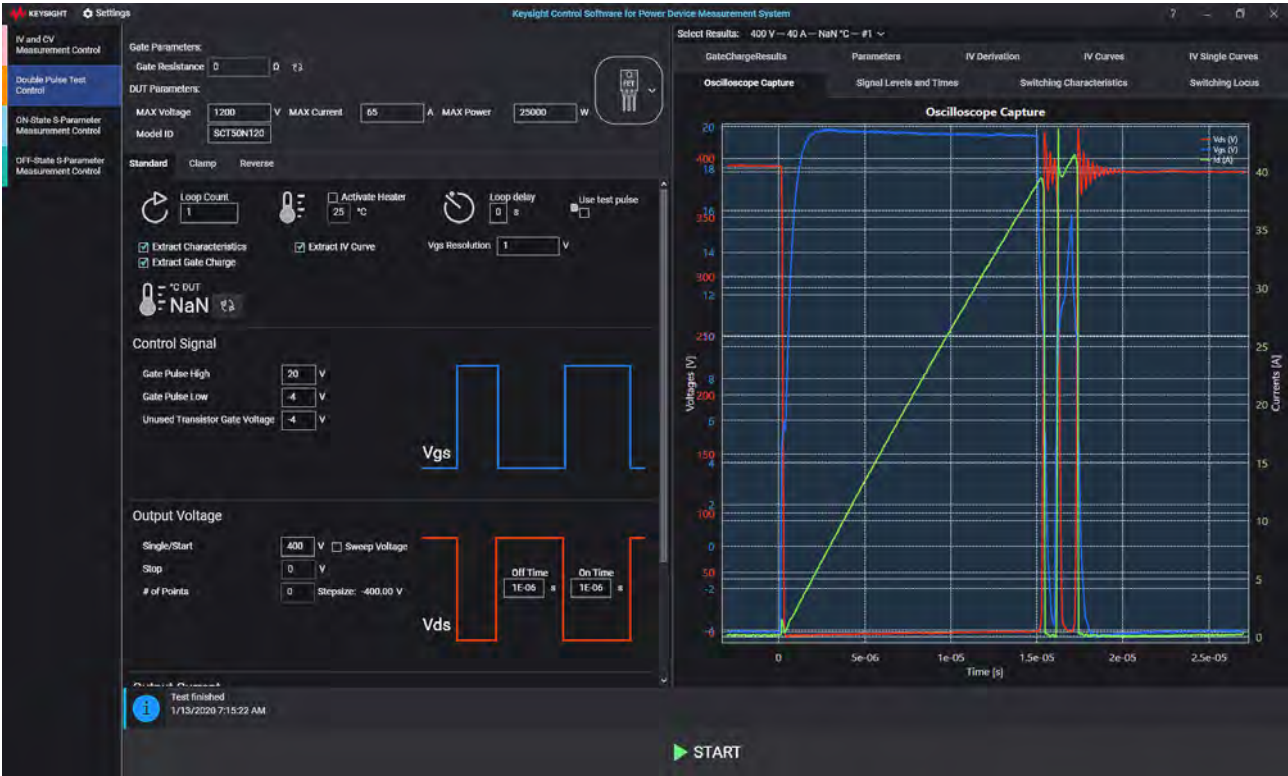 KEYSIGHT Settings
Keysight Control Software for Power Device Measurement System
?
IV and CV
Measurement Control
Double Pulse Test
Control
ON-State S-Parameter
Measurement Control
OFF-State S-Parameter
Measurement Control
Gate Parameters:
Gate Resistance 0 Ω
DUT Parameters:
MAX Voltage 1200 V MAX Current 65 A MAX Power 25000 W
Model ID SCT50N120
FET
Standard Clamp Reverse
Loop Count
1
Activate Heater
25 °C
Loop delay
0 s
Use test pulse
Extract Characteristics
Extract IV Curve
Vgs Resolution 1 V
Extract Gate Charge
°C DUT
NaN
Control Signal
Gate Pulse High 20 V
Gate Pulse Low -4 V
Unused Transistor Gate Voltage -4 V
Vgs
Output Voltage
Single/Start 400 V Sweep Voltage
Stop 0 V
# of Points 0 Stepsize: -400.00 V
Off Time
1E-06 s
On Time
1E-06 s
Vds
Output Current
Test finished
1/13/2020 7:15:22 AM
START
Select Results: 400 V — 40 A — NaN °C — #1
GateChargeResults Parameters IV Derivation IV Curves IV Single Curves
Oscilloscope Capture Signal Levels and Times Switching Characteristics Switching Locus
Oscilloscope Capture
Vds (V)
Vgs (V)
Id (A)
Voltages [V]
20
400
18
16
350
14
300
12
250
10
8
200
6
150
4
2
100
0
50
-2
-4
0
Currents [A]
40
35
30
25
20
15
10
5
0
0 5e-06 1e-05 1.5e-05 2e-05 2.5e-05
Time [s]